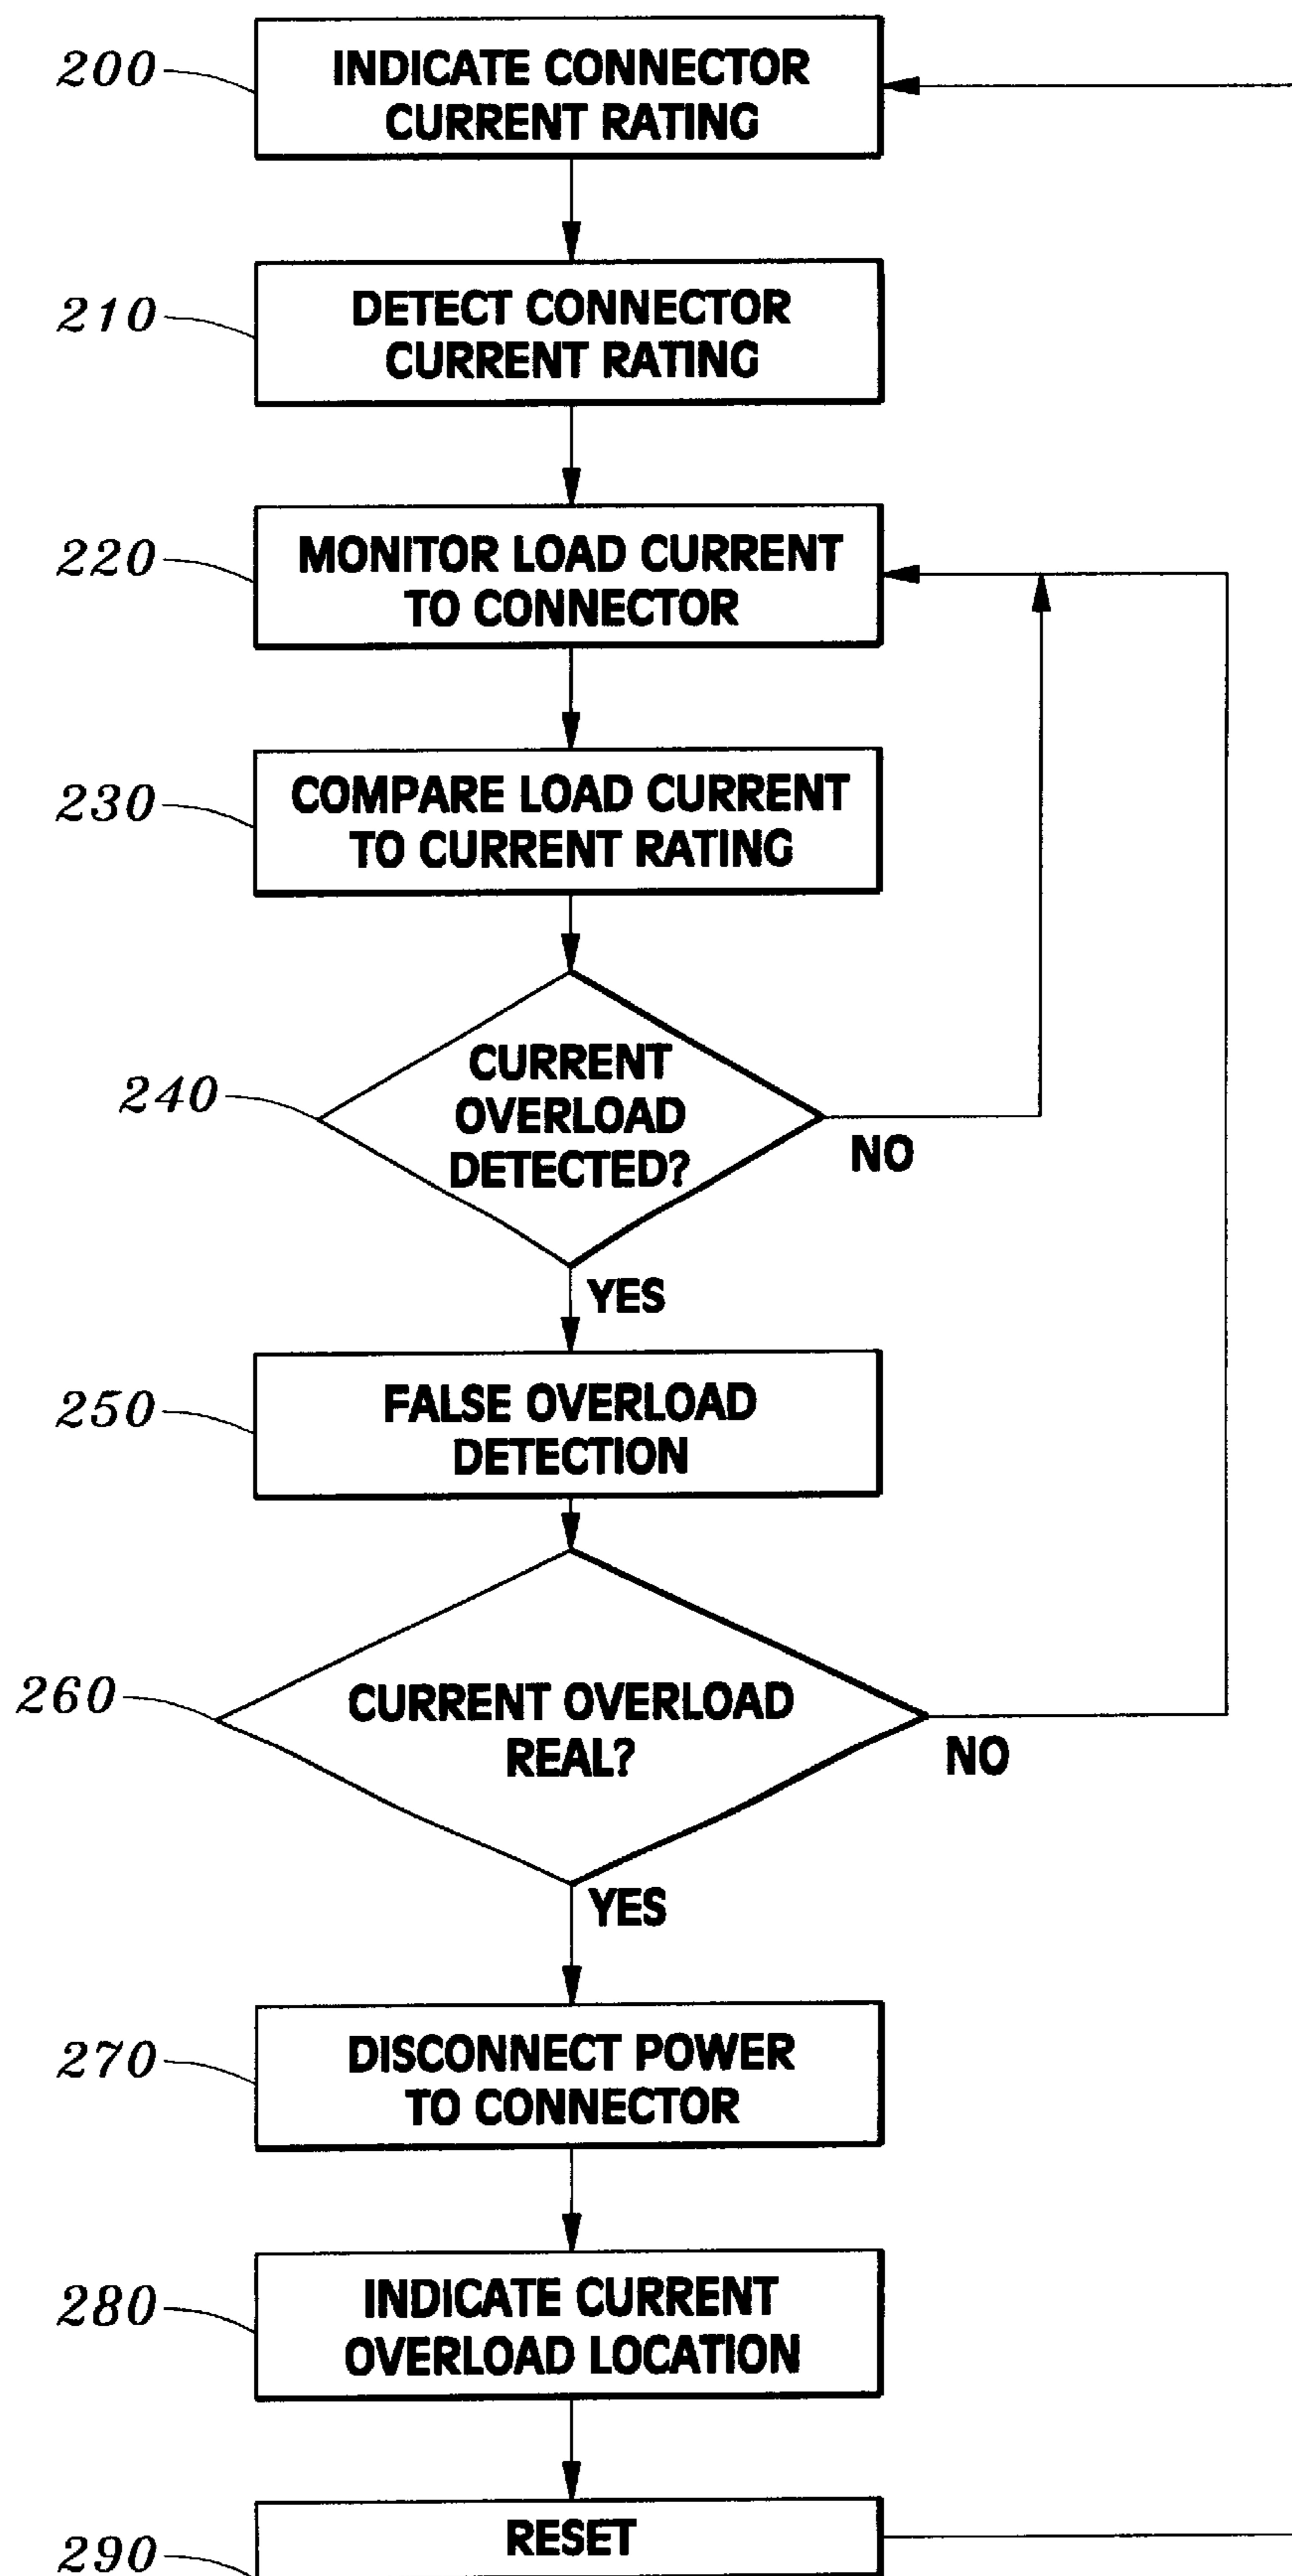 200
INDICATE CONNECTOR
CURRENT RATING
210
DETECT CONNECTOR
CURRENT RATING
220
MONITOR LOAD CURRENT
TO CONNECTOR
230
COMPARE LOAD CURRENT
TO CURRENT RATING
240
CURRENT
OVERLOAD
DETECTED?
NO
YES
250
FALSE OVERLOAD
DETECTION
260
CURRENT OVERLOAD
REAL?
NO
YES
270
DISCONNECT POWER
TO CONNECTOR
280
INDICATE CURRENT
OVERLOAD LOCATION
290
RESET